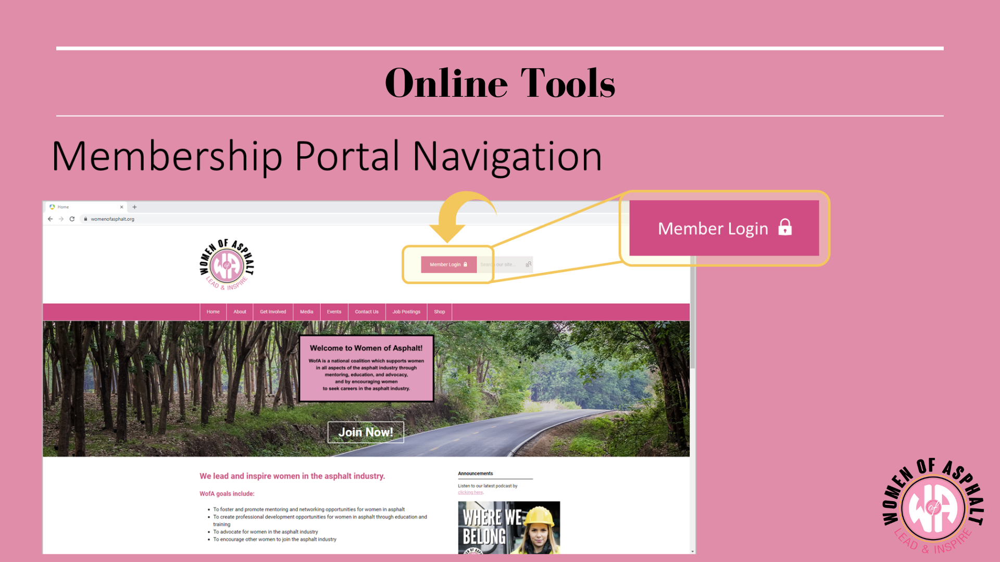 Online Tools
Membership Portal Navigation
Home
womenofasphalt.org
Member Login
WOMEN OF ASPHALT
W of A
LEAD & INSPIRE
Member Login
Search our site...
Home About Get Involved Media Events Contact Us Job Postings Shop
Welcome to Women of Asphalt!
WofA is a national coalition which supports women
in all aspects of the asphalt industry through
mentoring, education, and advocacy,
and by encouraging women
to seek careers in the asphalt industry.
Join Now!
We lead and inspire women in the asphalt industry.
WofA goals include:
• To foster and promote mentoring and networking opportunities for women in asphalt
• To create professional development opportunities for women in asphalt through education and
training
• To advocate for women in the asphalt industry
• To encourage other women to join the asphalt industry
Announcements
Listen to our latest podcast by
clicking here.
WHERE WE
BELONG
WOMEN OF ASPHALT
W of A
LEAD & INSPIRE